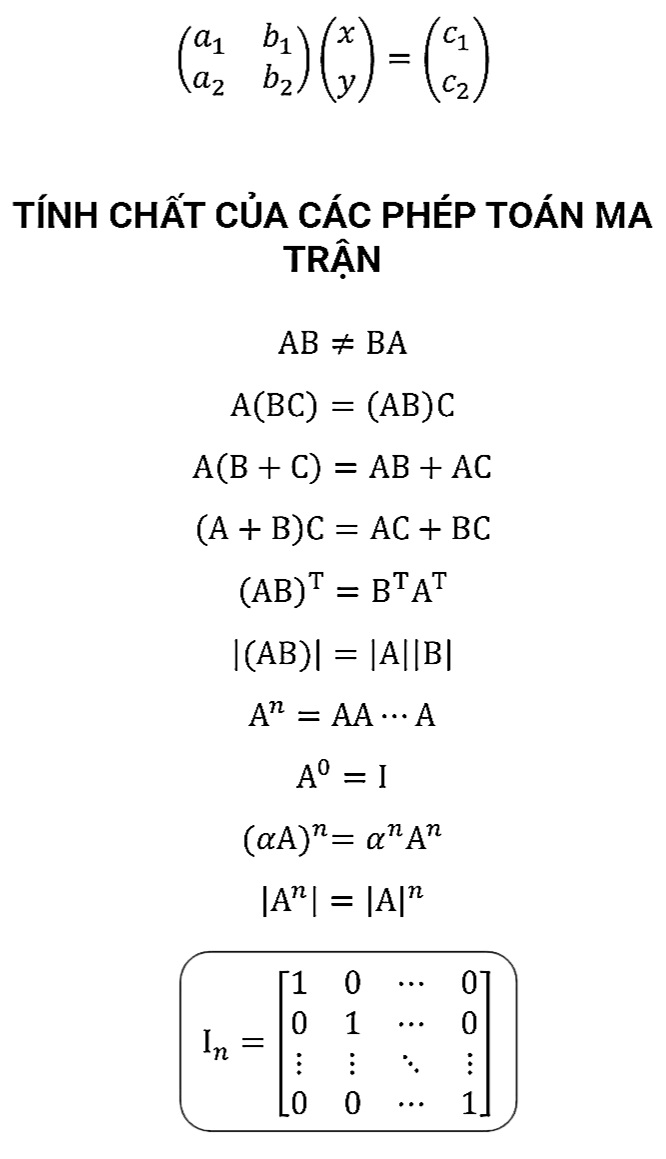 (a₁ b₁) (x) = (c₁)
(a₂ b₂) (y)   (c₂)
TÍNH CHẤT CỦA CÁC PHÉP TOÁN MA
TRẬN
AB ≠ BA
A(BC) = (AB)C
A(B + C) = AB + AC
(A + B)C = AC + BC
(AB)ᵀ = BᵀAᵀ
|(AB)| = |A||B|
Aⁿ = AA ⋯ A
A⁰ = I
(αA)ⁿ= αⁿAⁿ
|Aⁿ| = |A|ⁿ
1 0 ⋯ 0
Iₙ = 0 1 ⋯ 0
⋮ ⋮ ⋱ ⋮
0 0 ⋯ 1